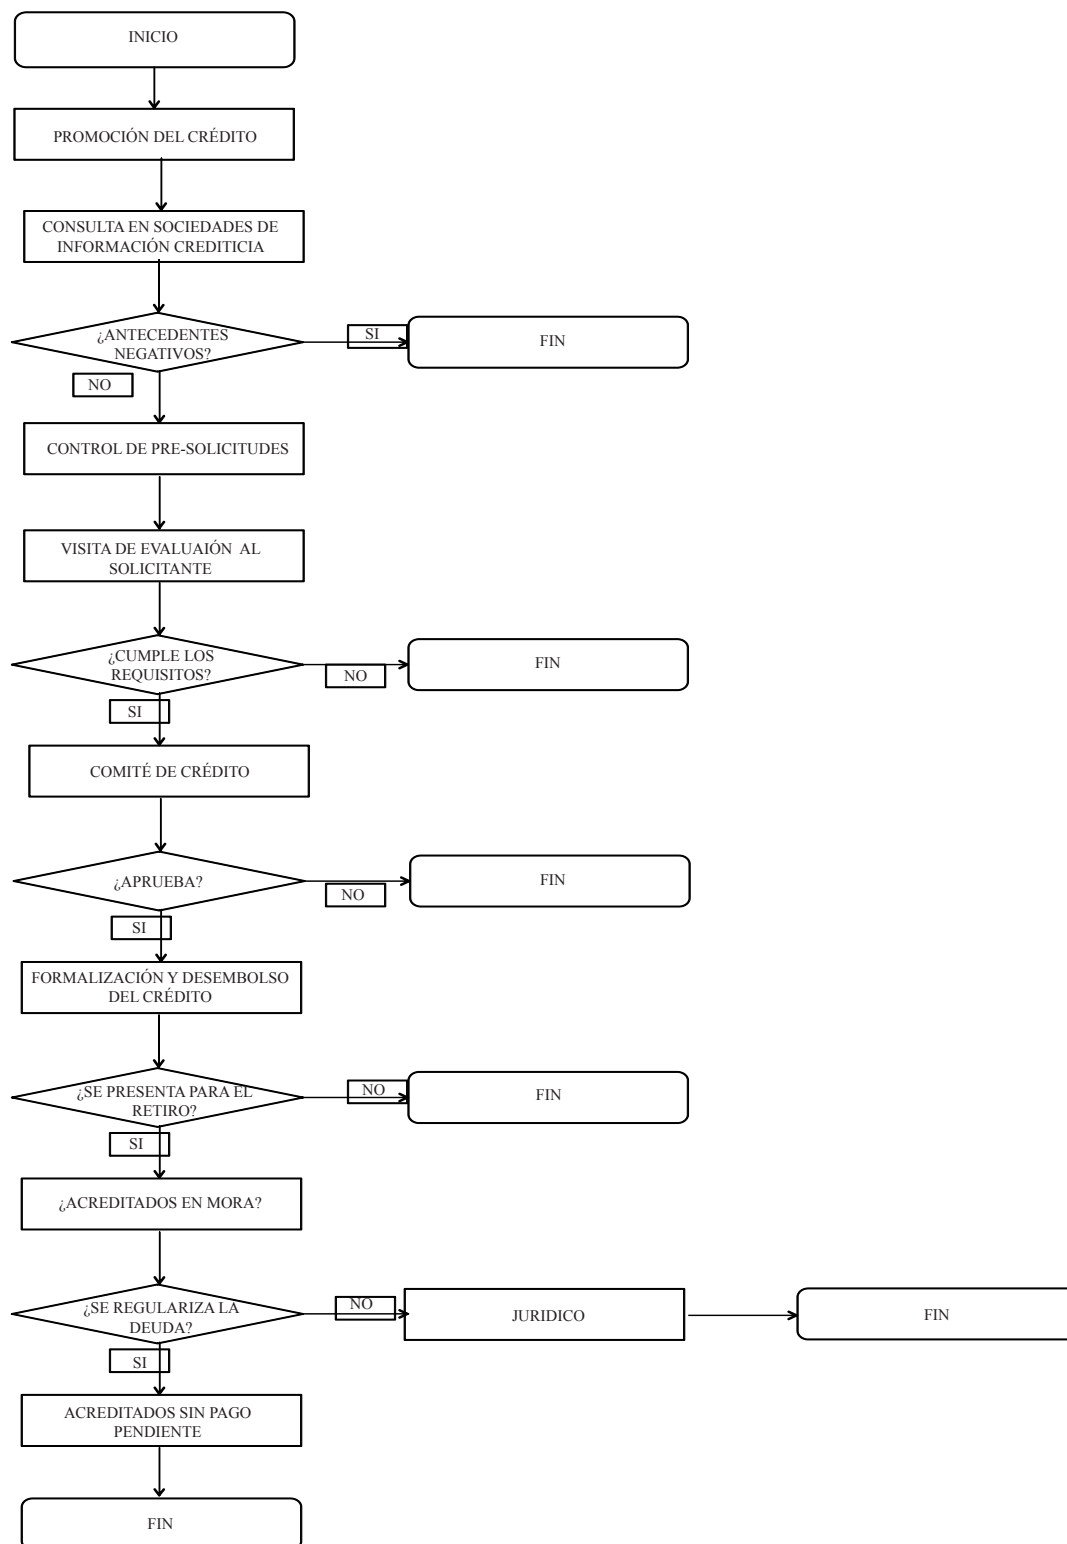 INICIO
PROMOCIÓN DEL CRÉDITO
CONSULTA EN SOCIEDADES DE
INFORMACIÓN CREDITICIA
¿ANTECEDENTES
NEGATIVOS?
SI
FIN
NO
CONTROL DE PRE-SOLICITUDES
VISITA DE EVALUAIÓN AL
SOLICITANTE
¿CUMPLE LOS
REQUISITOS?
NO
FIN
SI
COMITÉ DE CRÉDITO
¿APRUEBA?
NO
FIN
SI
FORMALIZACIÓN Y DESEMBOLSO
DEL CRÉDITO
¿SE PRESENTA PARA EL
RETIRO?
NO
FIN
SI
¿ACREDITADOS EN MORA?
¿SE REGULARIZA LA
DEUDA?
NO
JURIDICO
FIN
SI
ACREDITADOS SIN PAGO
PENDIENTE
FIN